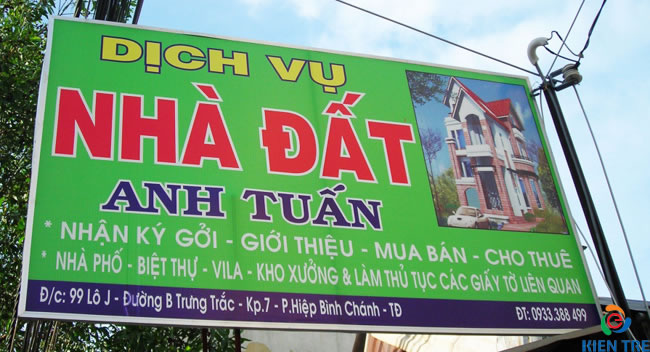 DỊCH VỤ
NHÀ ĐẤT
ANH TUẤN
* NHẬN KÝ GỞI - GIỚI THIỆU - MUA BÁN - CHO THUÊ
* NHÀ PHỐ - BIỆT THỰ - VILA - KHO XƯỞNG & LÀM THỦ TỤC CÁC GIẤY TỜ LIÊN QUAN
Đ/c: 99 Lô J - Đường B Trưng Trắc - Kp.7 - P.Hiệp Bình Chánh - TĐ ĐT: 0933.388 499
KIEN TRE